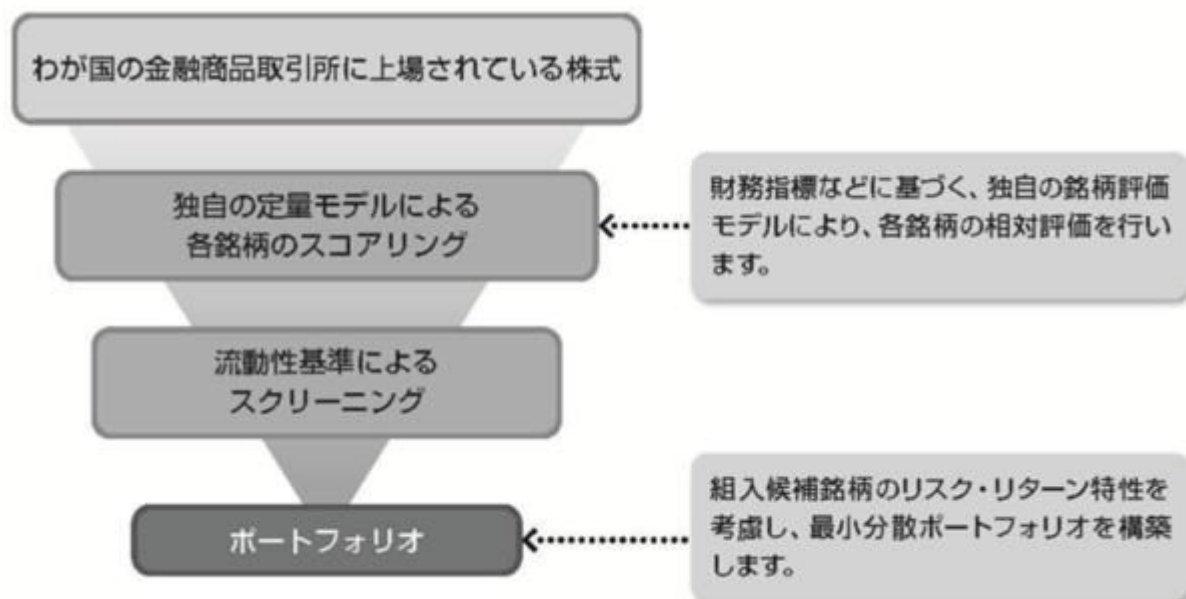 わが国の金融商品取引所に上場されている株式
独自の定量モデルによる
各銘柄のスコアリング
財務指標などに基づく、独自の銘柄評価
モデルにより、各銘柄の相対評価を行い
ます。
流動性基準による
スクリーニング
ポートフォリオ
組入候補銘柄のリスク・リターン特性を
考慮し、最小分散ポートフォリオを構築
します。